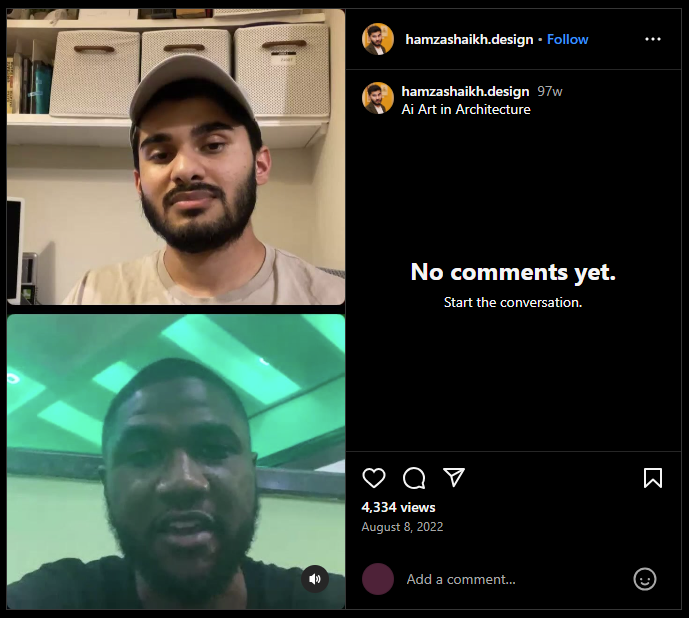 hamzashaikh.design • Follow
hamzashaikh.design 97w
Ai Art in Architecture
No comments yet.
Start the conversation.
4,334 views
August 8, 2022
Add a comment...